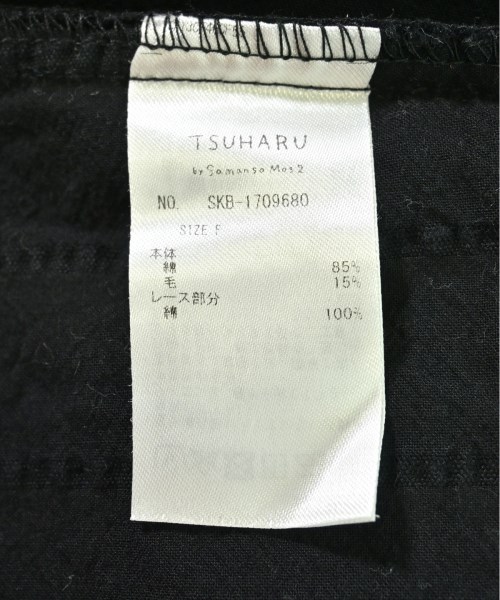 TSUHARU
by Samansa Mos2
NO. SKB-1709680
SIZE F
本体
綿 85%
毛 15%
レース部分
綿 100%